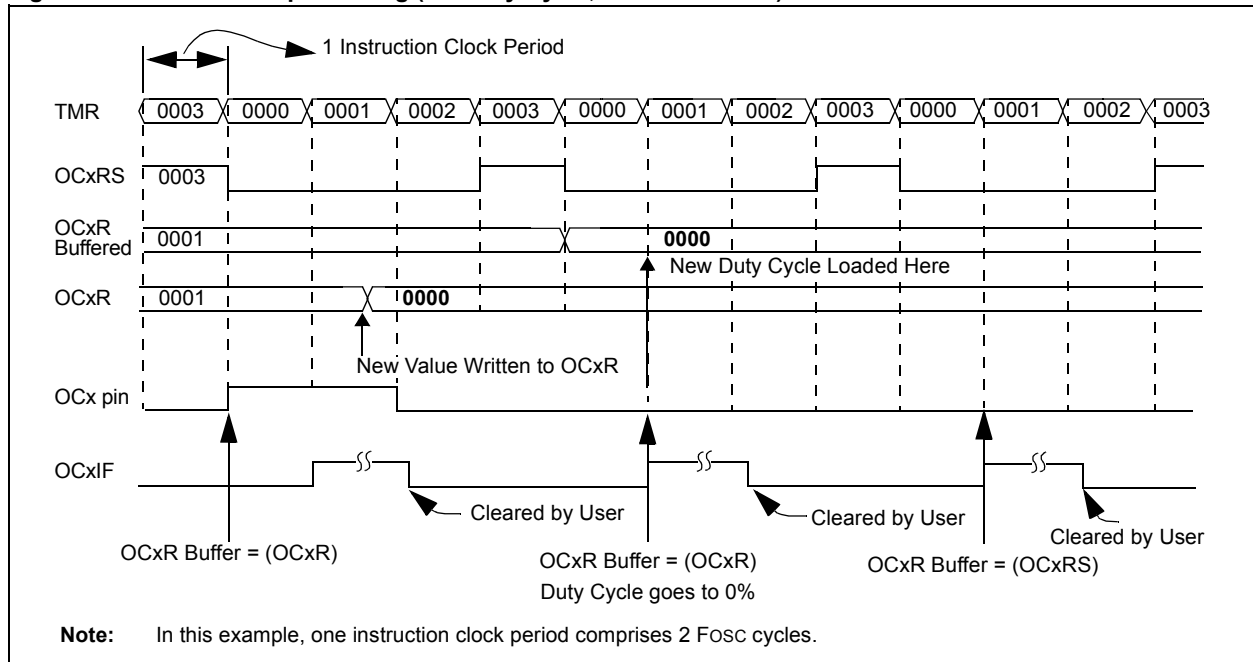 1 Instruction Clock Period
TMR 0003 0000 0001 0002 0003 0000 0001 0002 0003 0000 0001 0002 0003
OCxRS 0003
OCxR
Buffered 0001 0000
New Duty Cycle Loaded Here
OCxR 0001 0000
New Value Written to OCxR
OCx pin
OCxIF
Cleared by User
Cleared by User
Cleared by User
OCxR Buffer = (OCxR)
OCxR Buffer = (OCxR)
Duty Cycle goes to 0%
OCxR Buffer = (OCxRS)
Note: In this example, one instruction clock period comprises 2 FOSC cycles.